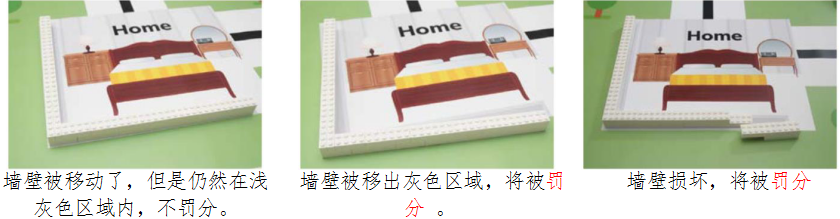 Home
Home
Home
墙壁被移动了，但是仍然在浅
灰色区域内，不罚分。
墙壁被移出灰色区域，将被罚
分 。
墙壁损坏，将被罚分